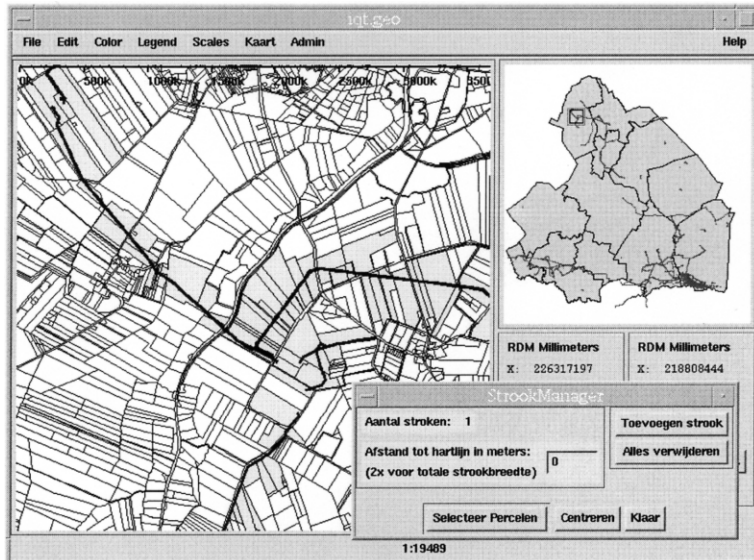 iqt.geo
File Edit Color Legend Scales Kaart Admin Help
0k 500k 1000k 1500k 2000k 2500k 3000k 3500
RDM Millimeters
X: 226317197
RDM Millimeters
X: 218808444
StrookManager
Aantal stroken: 1
Toevoegen strook
Afstand tot hartlijn in meters:
(2x voor totale strookbreedte)
0
Alles verwijderen
Selecteer Percelen Centreren Klaar
1:19489